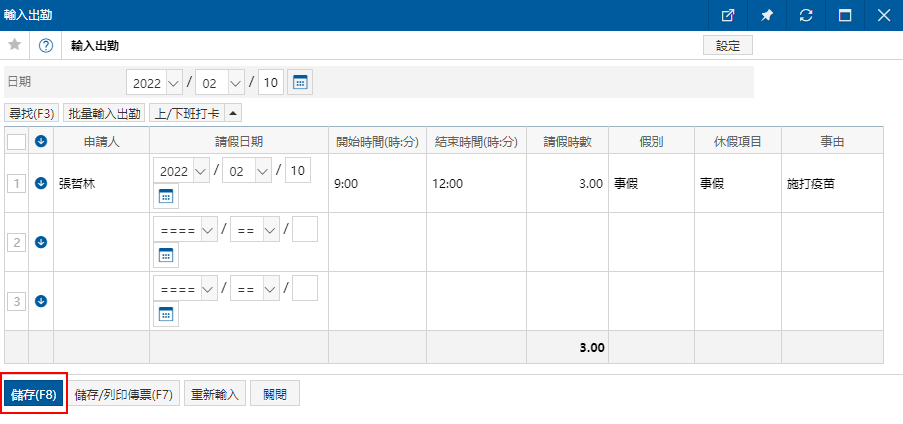 輸入出勤
輸入出勤 設定
日期 2022 / 02 / 10
尋找(F3) 批量輸入出勤 上/下班打卡
申請人 請假日期 開始時間(時:分) 結束時間(時:分) 請假時數 假別 休假項目 事由
1 張哲林 2022 / 02 / 10 9:00 12:00 3.00 事假 事假 施打疫苗
2 ==== / == /
3 ==== / == /
3.00
儲存(F8) 儲存/列印傳票(F7) 重新輸入 關閉